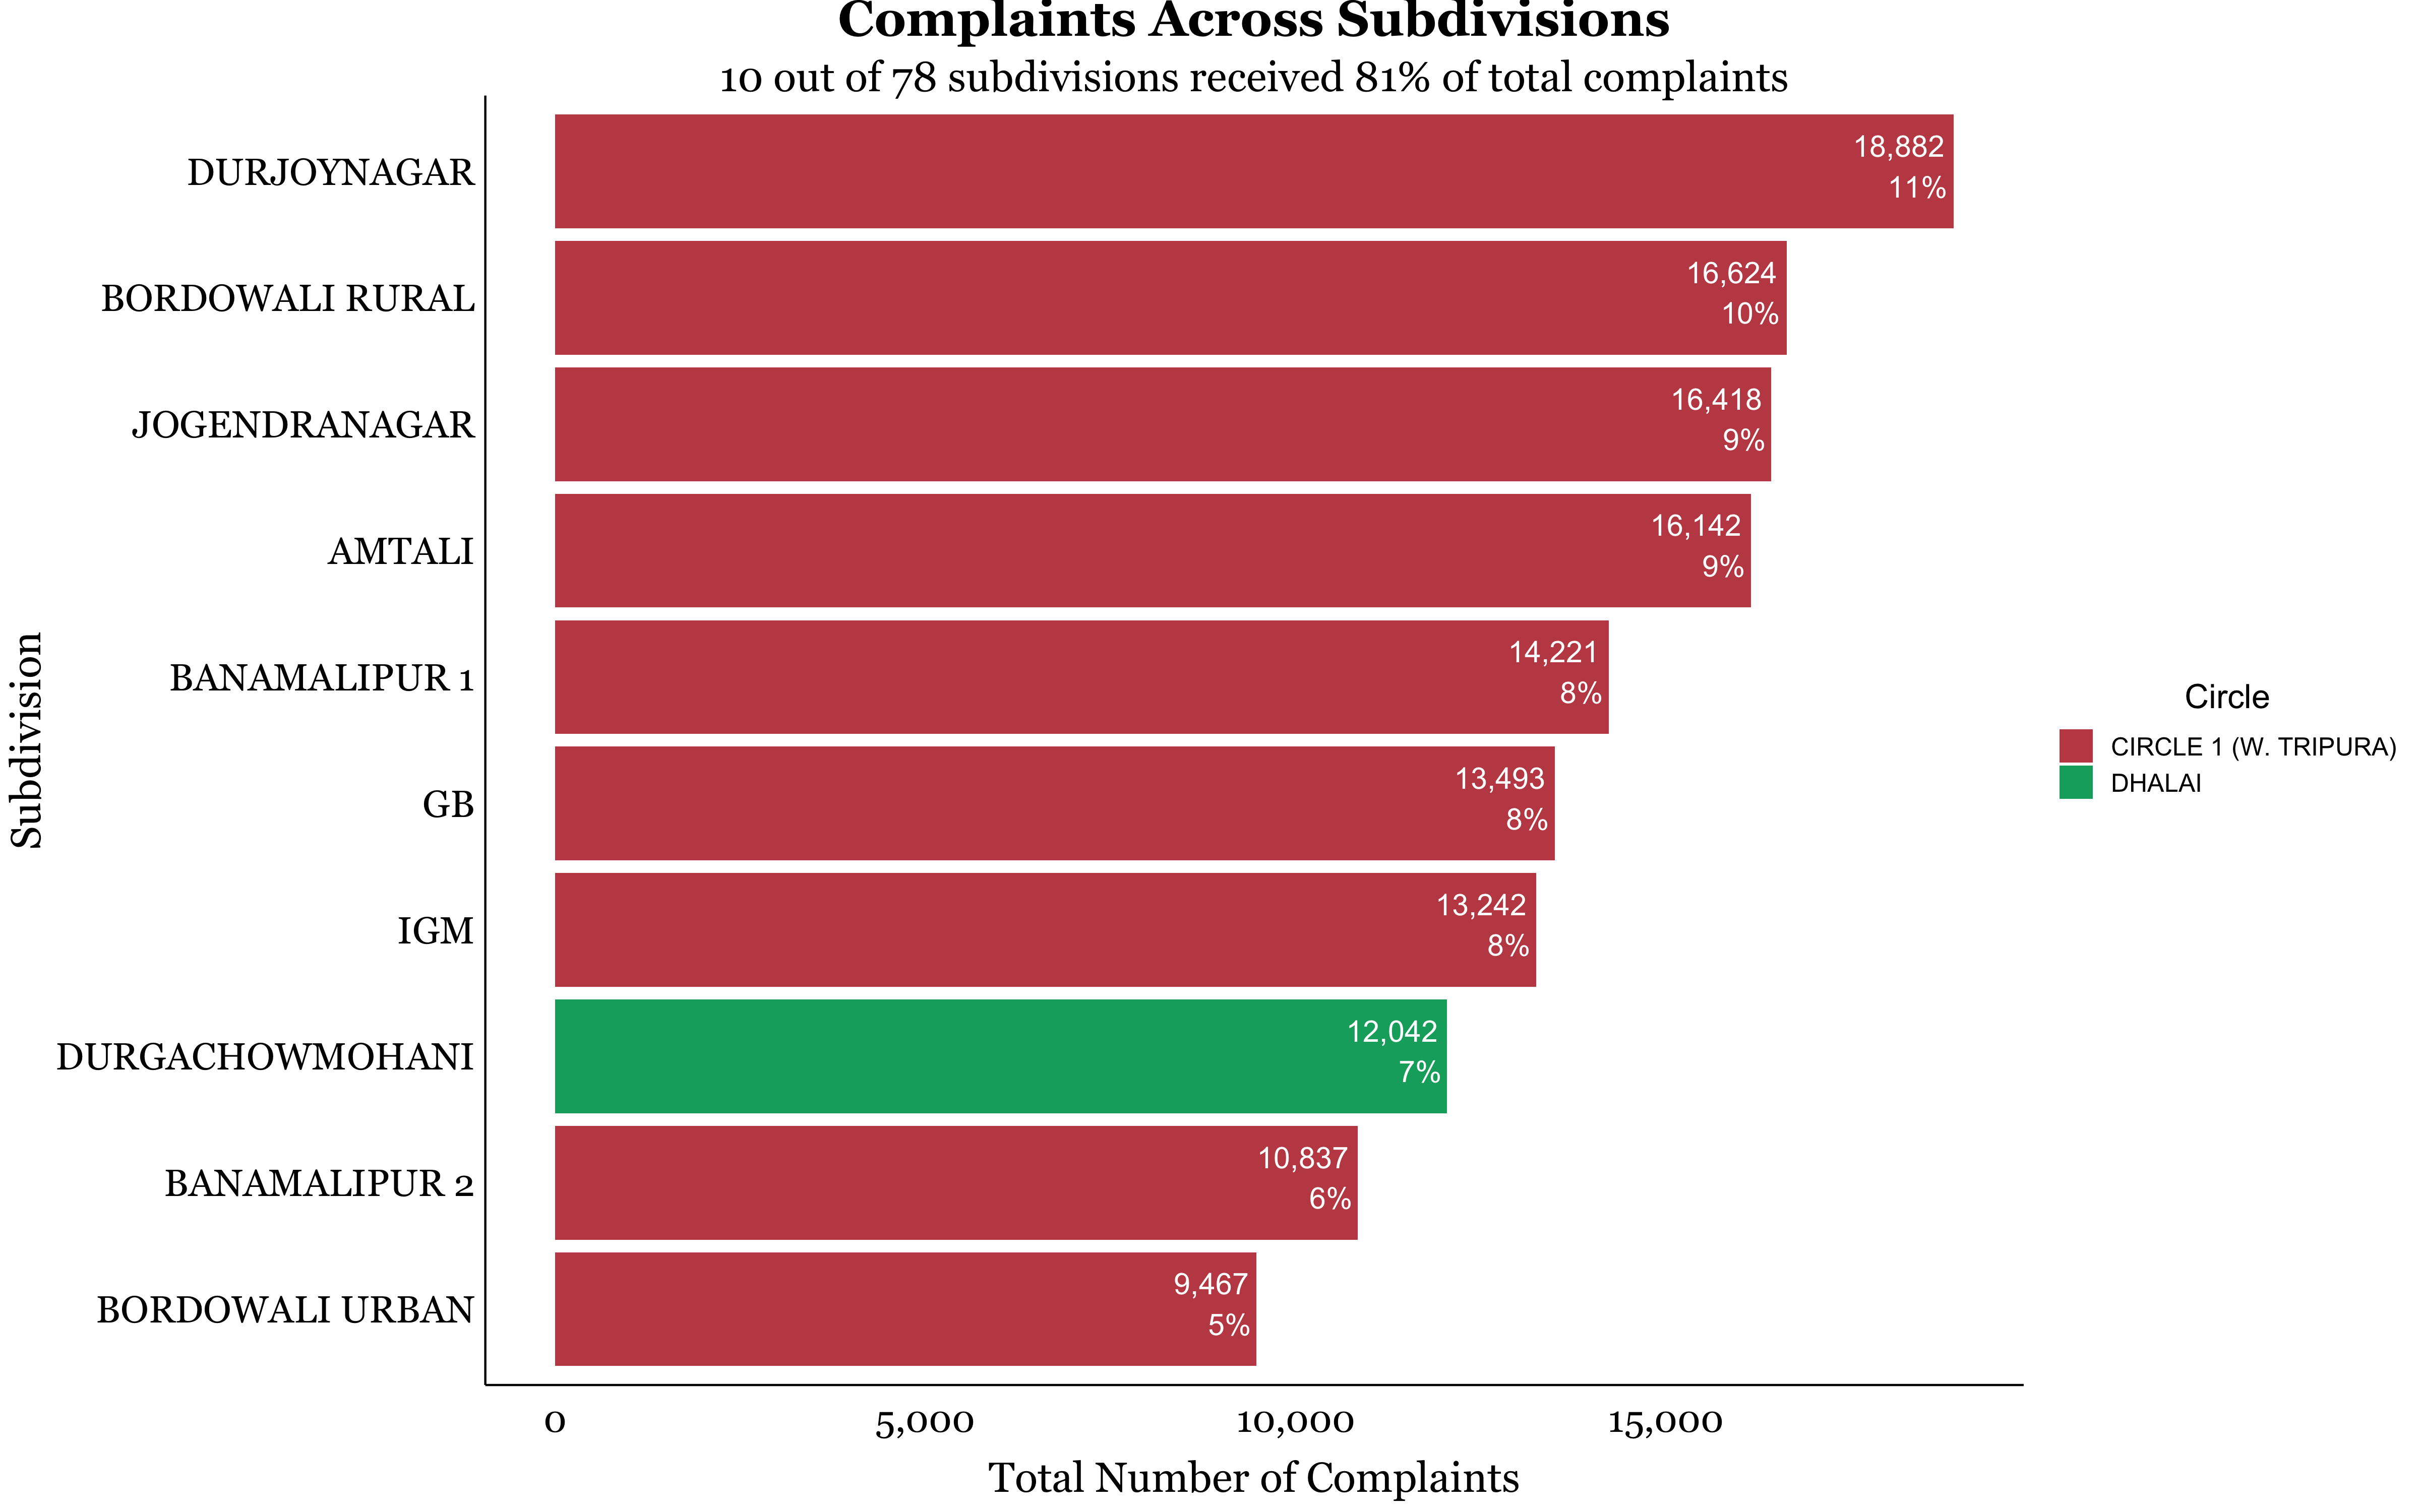 Complaints Across Subdivisions
10 out of 78 subdivisions received 81% of total complaints
DURJOYNAGAR
18,882
11%
BORDOWALI RURAL
16,624
10%
JOGENDRANAGAR
16,418
9%
AMTALI
16,142
9%
BANAMALIPUR 1
14,221
8%
GB
13,493
8%
IGM
13,242
8%
DURGACHOWMOHANI
12,042
7%
BANAMALIPUR 2
10,837
6%
BORDOWALI URBAN
9,467
5%
Subdivision
0 5,000 10,000 15,000
Total Number of Complaints
Circle
CIRCLE 1 (W. TRIPURA)
DHALAI